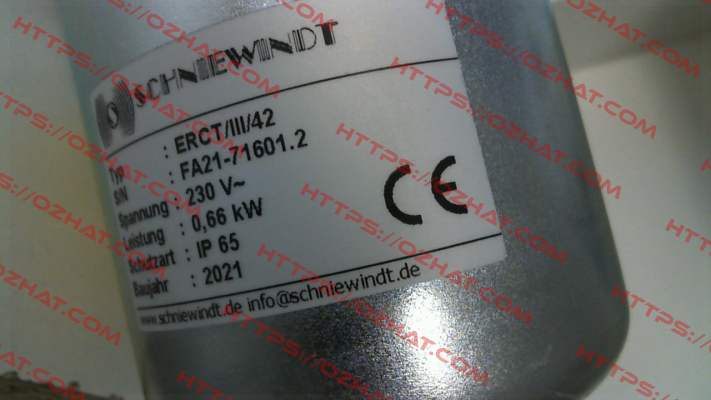 SCHNIEWINDT
Typ : ERCT/III/42
S/N : FA21-71601.2
Spannung : 230 V~
Leistung : 0,66 kW
Schutzart : IP 65
Baujahr : 2021
CE
www.schniewindt.de info@schniewindt.de
HTTPS://OZHAT.COM